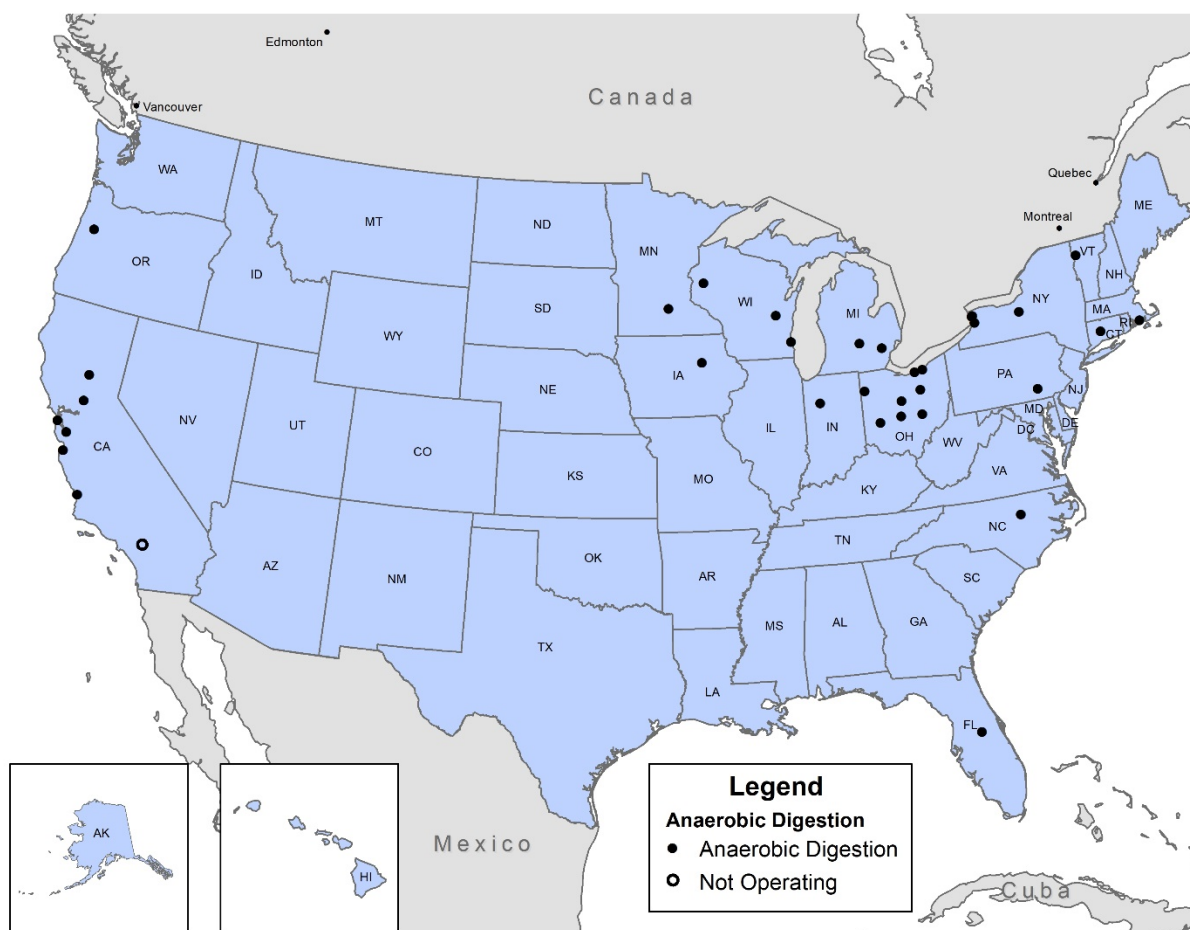 Edmonton
Canada
Vancouver
WA
Quebec
ME
MT
ND
Montreal
MN
VT
OR
ID
NH
SD
WI
NY
MI
MA
WY
RI
CT
IA
PA
NE
NJ
NV
MD
UT
IL
IN
OH
DE
DC
CA
CO
WV
KS
MO
VA
KY
NC
TN
OK
AZ
NM
AR
SC
MS
AL
GA
TX
LA
FL
Legend
Anaerobic Digestion
Anaerobic Digestion
Not Operating
AK
HI
Mexico
Cuba